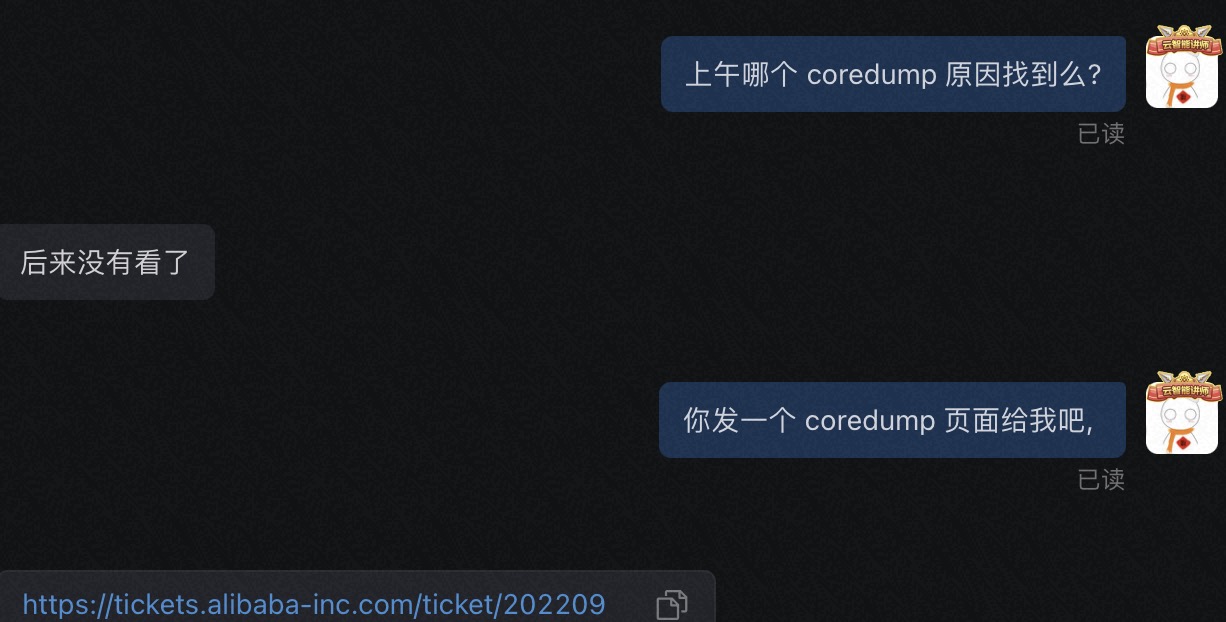 云智能讲师
上午哪个 coredump 原因找到么?
已读
后来没有看了
云智能讲师
你发一个 coredump 页面给我吧,
已读
https://tickets.alibaba-inc.com/ticket/202209